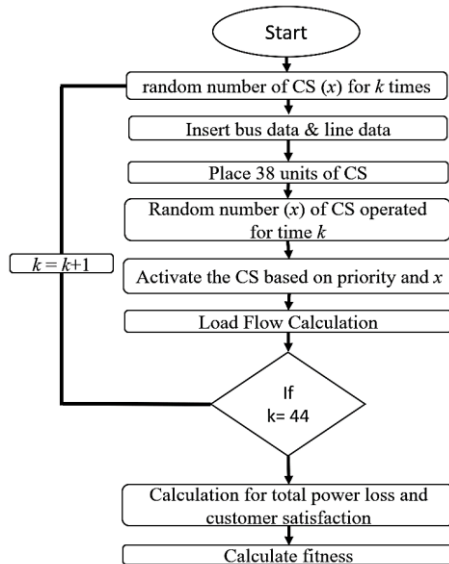 Start
random number of CS (x) for k times
Insert bus data & line data
Place 38 units of CS
Random number (x) of CS operated
for time k
k = k+1
Activate the CS based on priority and x
Load Flow Calculation
If
k= 44
Calculation for total power loss and
customer satisfaction
Calculate fitness